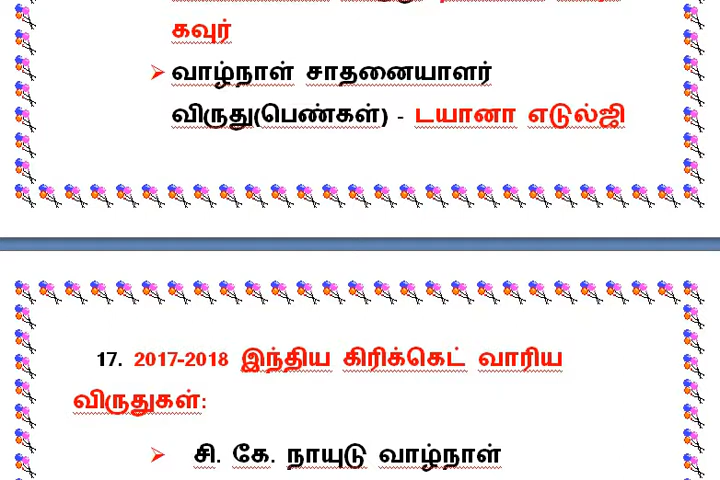 கவுர்
வாழ்நாள் சாதனையாளர்
விருது(பெண்கள்) - டயானா எடுல்ஜி
17. 2017-2018 இந்திய கிரிக்கெட் வாரிய
விருதுகள்:
சி. கே. நாயுடு வாழ்நாள்